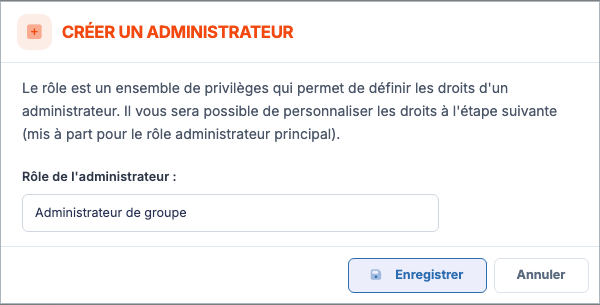 CRÉER UN ADMINISTRATEUR
Le rôle est un ensemble de privilèges qui permet de définir les droits d'un
administrateur. Il vous sera possible de personnaliser les droits à l'étape suivante
(mis à part pour le rôle administrateur principal).
Rôle de l'administrateur :
Administrateur de groupe
Enregistrer
Annuler